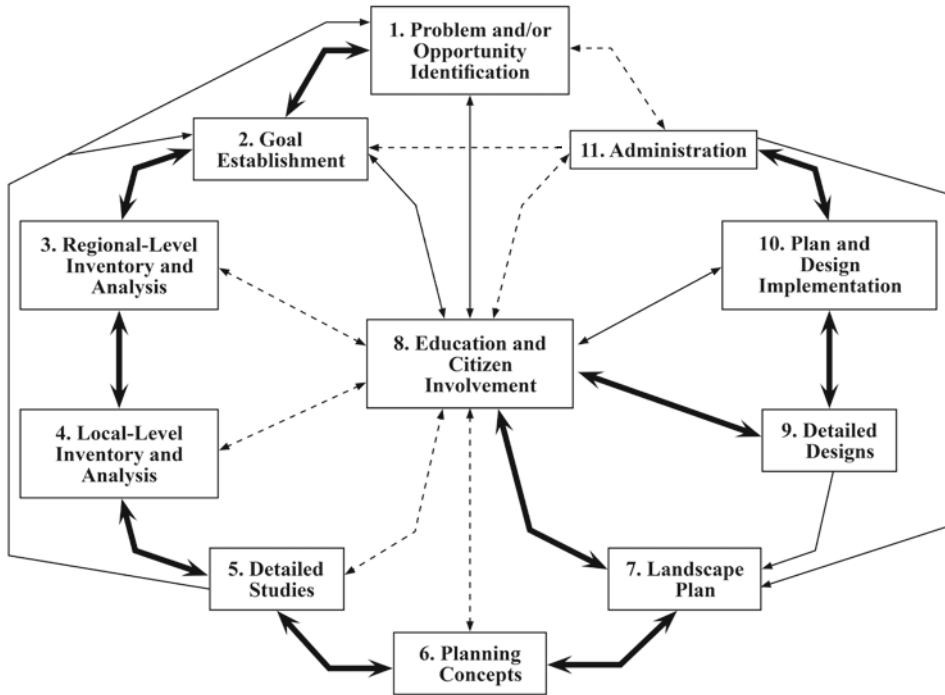 1. Problem and/or
Opportunity
Identification
2. Goal
Establishment
11. Administration
3. Regional-Level
Inventory and
Analysis
10. Plan and
Design
Implementation
8. Education and
Citizen
Involvement
4. Local-Level
Inventory and
Analysis
9. Detailed
Designs
5. Detailed
Studies
7. Landscape
Plan
6. Planning
Concepts